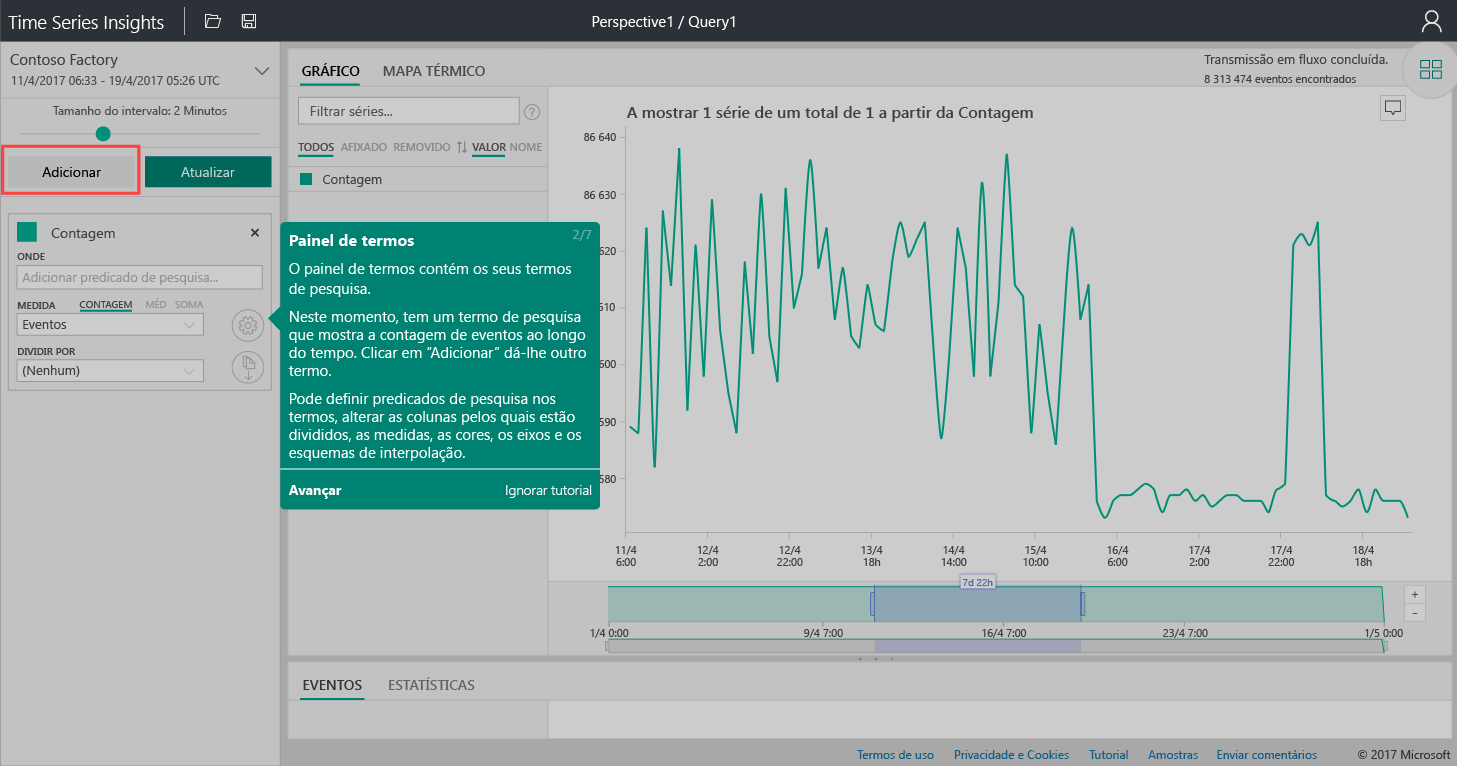 Time Series Insights
Perspective1 / Query1
Contoso Factory
11/4/2017 06:33 - 19/4/2017 05:26 UTC
Tamanho do intervalo: 2 Minutos
Adicionar
Atualizar
Contagem
×
ONDE
Adicionar predicado de pesquisa...
MEDIDA CONTAGEM MÉD SOMA
Eventos
DIVIDIR POR
(Nenhum)
GRÁFICO MAPA TÉRMICO
Filtrar séries...
?
TODOS AFIXADO REMOVIDO VALOR NOME
Contagem
Painel de termos
2/7
O painel de termos contém os seus termos
de pesquisa.
Neste momento, tem um termo de pesquisa
que mostra a contagem de eventos ao longo
do tempo. Clicar em “Adicionar” dá-lhe outro
termo.
Pode definir predicados de pesquisa nos
termos, alterar as colunas pelos quais estão
divididos, as medidas, as cores, os eixos e os
esquemas de interpolação.
Avançar
Ignorar tutorial
Transmissão em fluxo concluída.
8 313 474 eventos encontrados
A mostrar 1 série de um total de 1 a partir da Contagem
86 640
86 630
620
610
600
590
580
11/4 12/4 12/4 13/4 14/4 15/4 16/4 17/4 17/4 18/4
6:00 2:00 22:00 18h 14:00 10:00 6:00 2:00 22:00 18h
7d 22h
+
-
1/4 0:00 9/4 7:00 16/4 7:00 23/4 7:00 1/5 0:00
EVENTOS ESTATÍSTICAS
Termos de uso Privacidade e Cookies Tutorial Amostras Enviar comentários © 2017 Microsoft